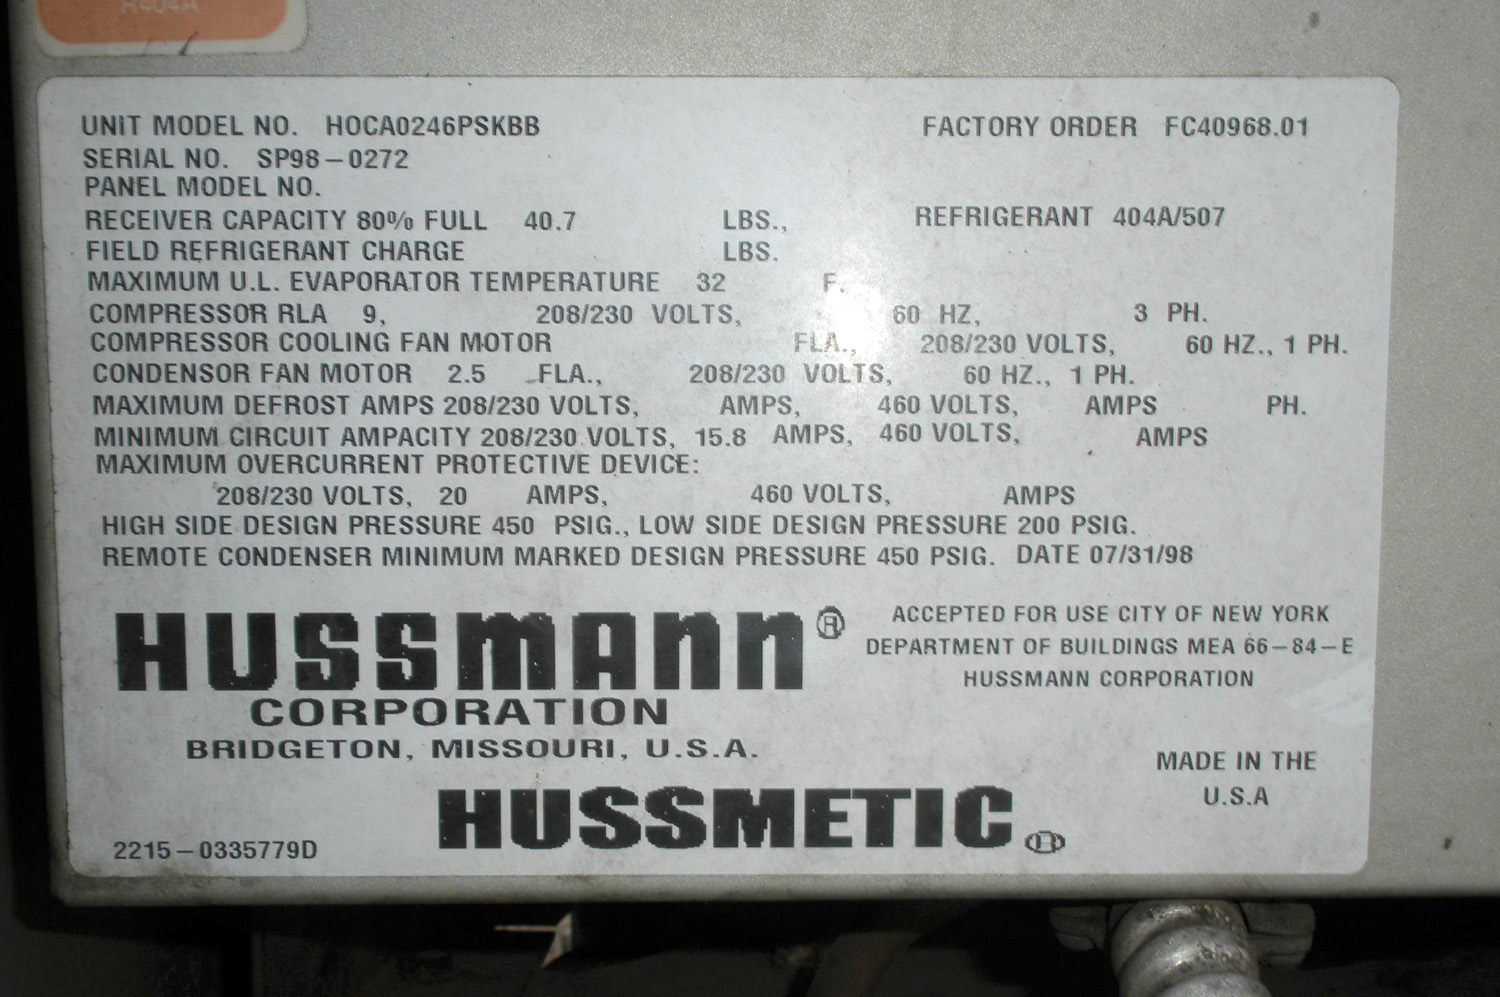 R404A
UNIT MODEL NO. HOCA0246PSKBB FACTORY ORDER FC40968.01
SERIAL NO. SP98-0272
PANEL MODEL NO.
RECEIVER CAPACITY 80% FULL 40.7 LBS., REFRIGERANT 404A/507
FIELD REFRIGERANT CHARGE LBS.
MAXIMUM U.L. EVAPORATOR TEMPERATURE 32 F.
COMPRESSOR RLA 9, 208/230 VOLTS, 60 HZ, 3 PH.
COMPRESSOR COOLING FAN MOTOR FLA., 208/230 VOLTS, 60 HZ., 1 PH.
CONDENSOR FAN MOTOR 2.5 FLA., 208/230 VOLTS, 60 HZ., 1 PH.
MAXIMUM DEFROST AMPS 208/230 VOLTS, AMPS, 460 VOLTS, AMPS PH.
MINIMUM CIRCUIT AMPACITY 208/230 VOLTS, 15.8 AMPS, 460 VOLTS, AMPS
MAXIMUM OVERCURRENT PROTECTIVE DEVICE:
208/230 VOLTS, 20 AMPS, 460 VOLTS, AMPS
HIGH SIDE DESIGN PRESSURE 450 PSIG., LOW SIDE DESIGN PRESSURE 200 PSIG.
REMOTE CONDENSER MINIMUM MARKED DESIGN PRESSURE 450 PSIG. DATE 07/31/98
HUSSMANN®
CORPORATION
BRIDGETON, MISSOURI, U.S.A.
ACCEPTED FOR USE CITY OF NEW YORK
DEPARTMENT OF BUILDINGS MEA 66-84-E
HUSSMANN CORPORATION
MADE IN THE
U.S.A
HUSSMETIC®
2215-0335779D